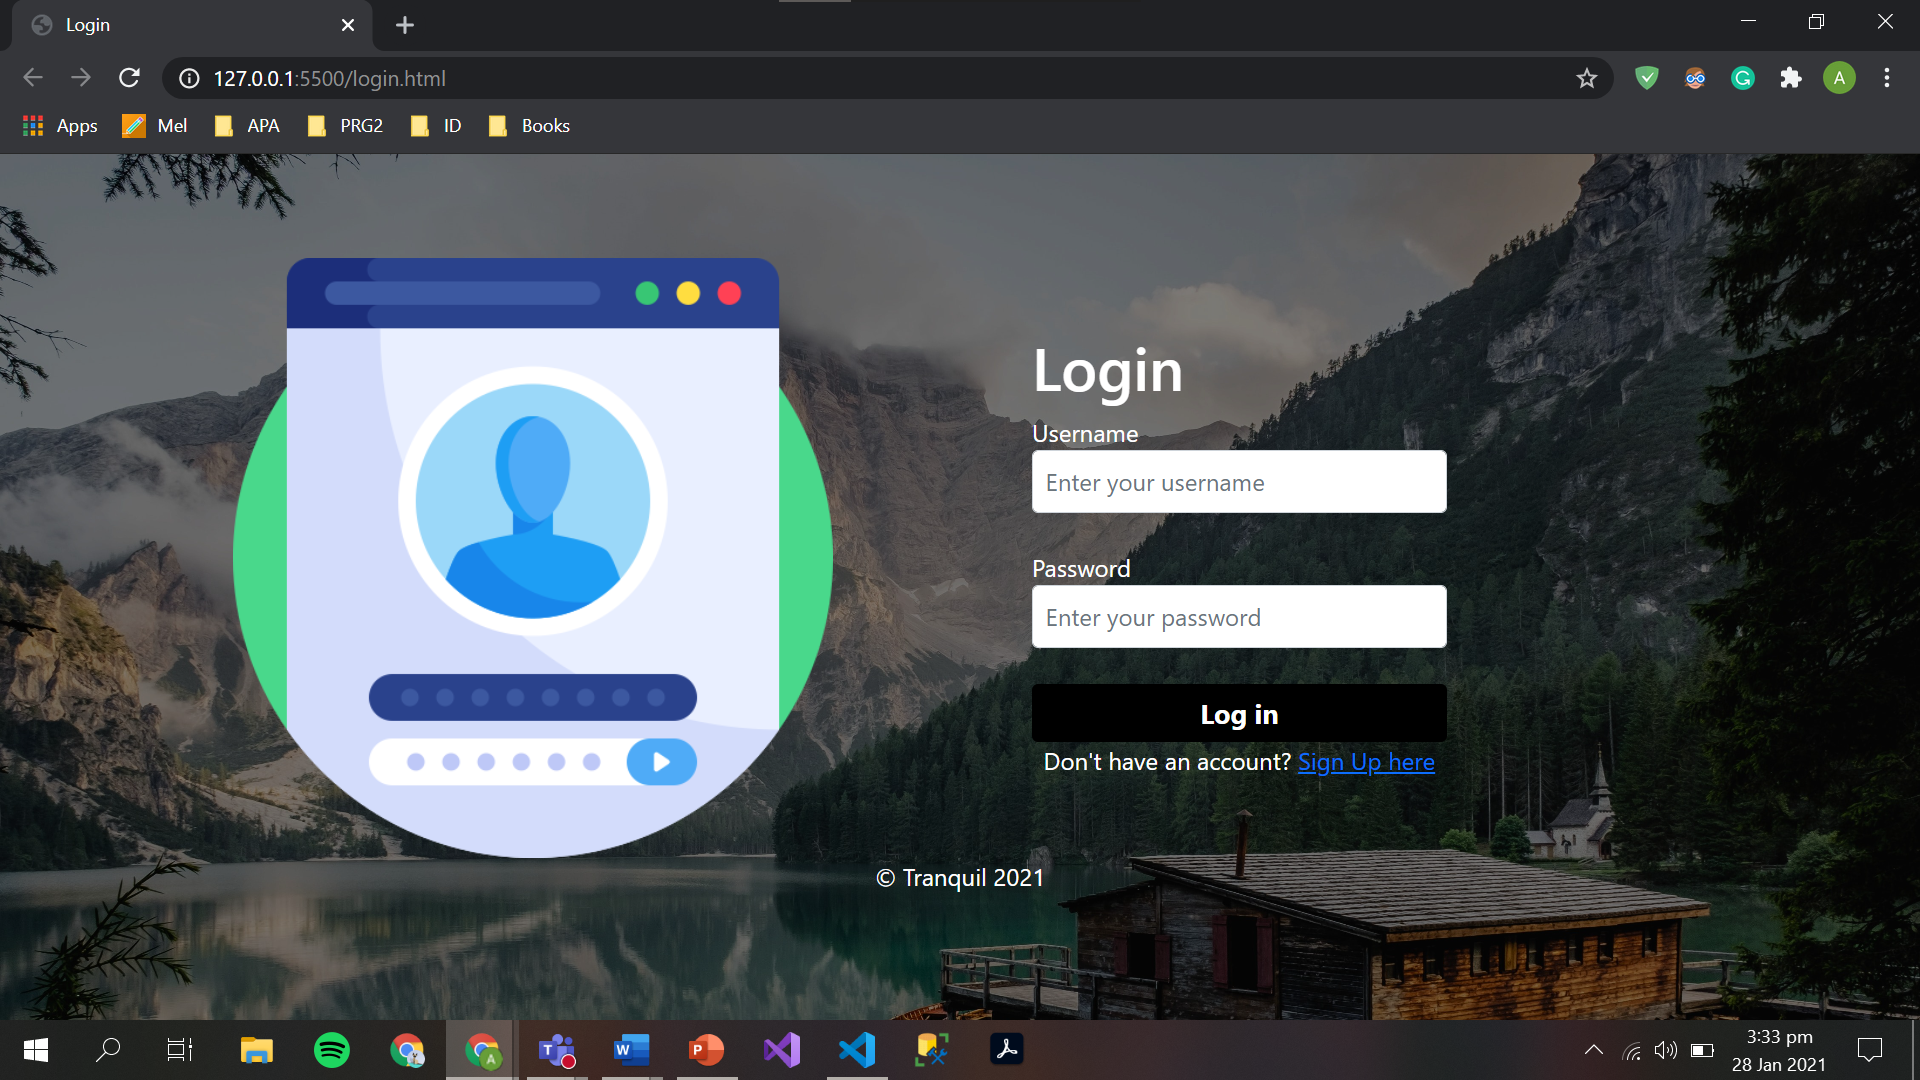 Login
127.0.0.1:5500/login.html
A
Apps Mel APA PRG2 ID Books
Login
Username
Enter your username
Password
Enter your password
Log in
Don't have an account? Sign Up here
© Tranquil 2021
A
T
W
P
3:33 pm
28 Jan 2021